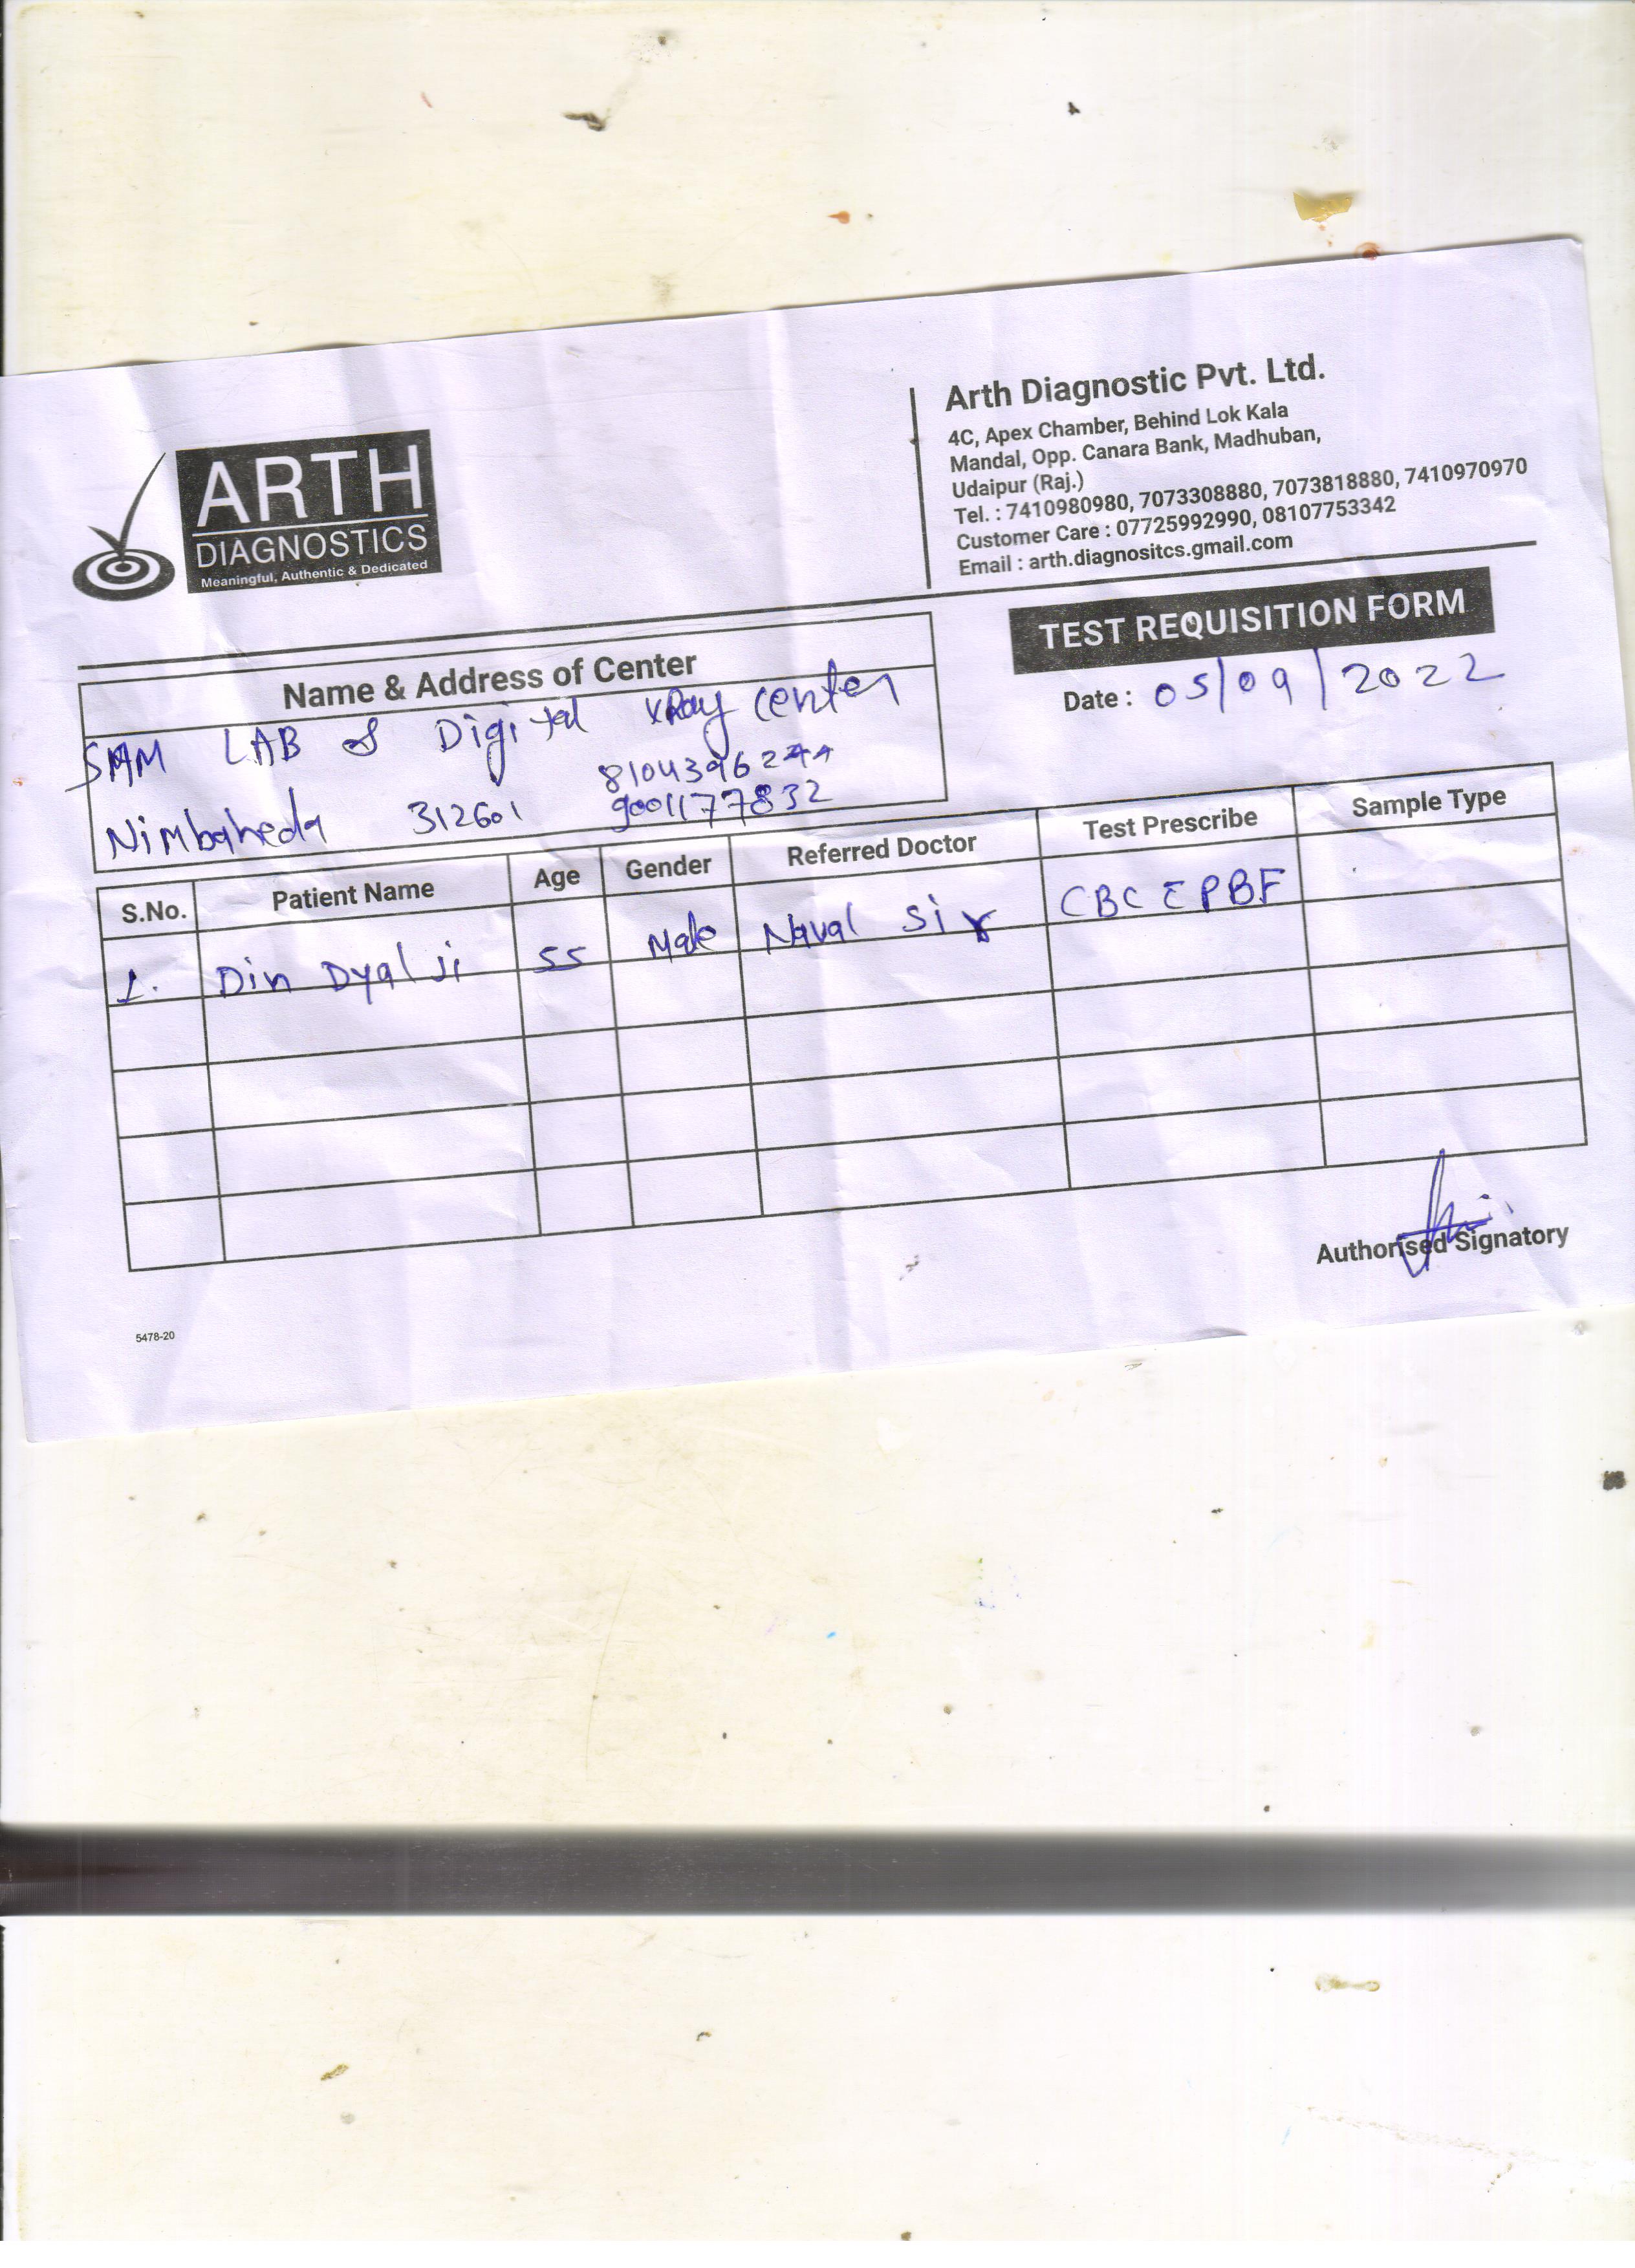 ARTH
DIAGNOSTICS
Meaningful, Authentic & Dedicated
Arth Diagnostic Pvt. Ltd.
4C, Apex Chamber, Behind Lok Kala
Mandal, Opp. Canara Bank, Madhuban,
Udaipur (Raj.)
Tel. : 7410980980, 7073308880, 7073818880, 7410970970
Customer Care : 07725992990, 08107753342
Email : arth.diagnositcs.gmail.com
TEST REQUISITION FORM
Date : 05/09/2022
Name & Address of Center
SAM LAB & Digital xRay center
8104396244
Nimbaheda 312601 9001177832
S.No. Patient Name Age Gender Referred Doctor Test Prescribe Sample Type
1. Din Dyal Ji 55 Male Naval Sir CBC PBF
Authorised Signatory
5478-20